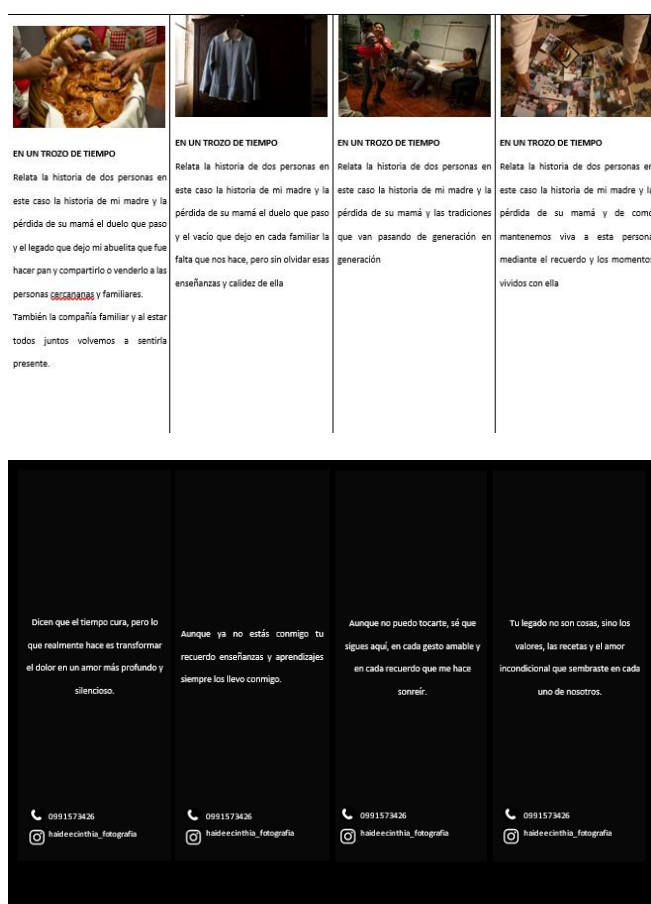 EN UN TROZO DE TIEMPO
Relata la historia de dos personas en
este caso la historia de mi madre y la
pérdida de su mamá el duelo que paso
y el legado que dejo mi abuelita que fue
hacer pan y compartirlo o venderlo a las
personas cercananas y familiares.
También la compañía familiar y al estar
todos juntos volvemos a sentirla
presente.
EN UN TROZO DE TIEMPO
Relata la historia de dos personas en
este caso la historia de mi madre y la
pérdida de su mamá el duelo que paso
y el vacío que dejo en cada familiar la
falta que nos hace, pero sin olvidar esas
enseñanzas y calidez de ella
EN UN TROZO DE TIEMPO
Relata la historia de dos personas en
este caso la historia de mi madre y la
pérdida de su mamá y las tradiciones
que van pasando de generación en
generación
EN UN TROZO DE TIEMPO
Relata la historia de dos personas en
este caso la historia de mi madre y la
pérdida de su mamá y de como
mantenemos viva a esta persona
mediante el recuerdo y los momentos
vividos con ella
Dicen que el tiempo cura, pero lo
que realmente hace es transformar
el dolor en un amor más profundo y
silencioso.
0991573426
haideecinthia_fotografia
Aunque ya no estás conmigo tu
recuerdo enseñanzas y aprendizajes
siempre los llevo conmigo.
0991573426
haideecinthia_fotografia
Aunque no puedo tocarte, sé que
sigues aquí, en cada gesto amable y
en cada recuerdo que me hace
sonreír.
0991573426
haideecinthia_fotografia
Tu legado no son cosas, sino los
valores, las recetas y el amor
incondicional que sembraste en cada
uno de nosotros.
0991573426
haideecinthia_fotografia